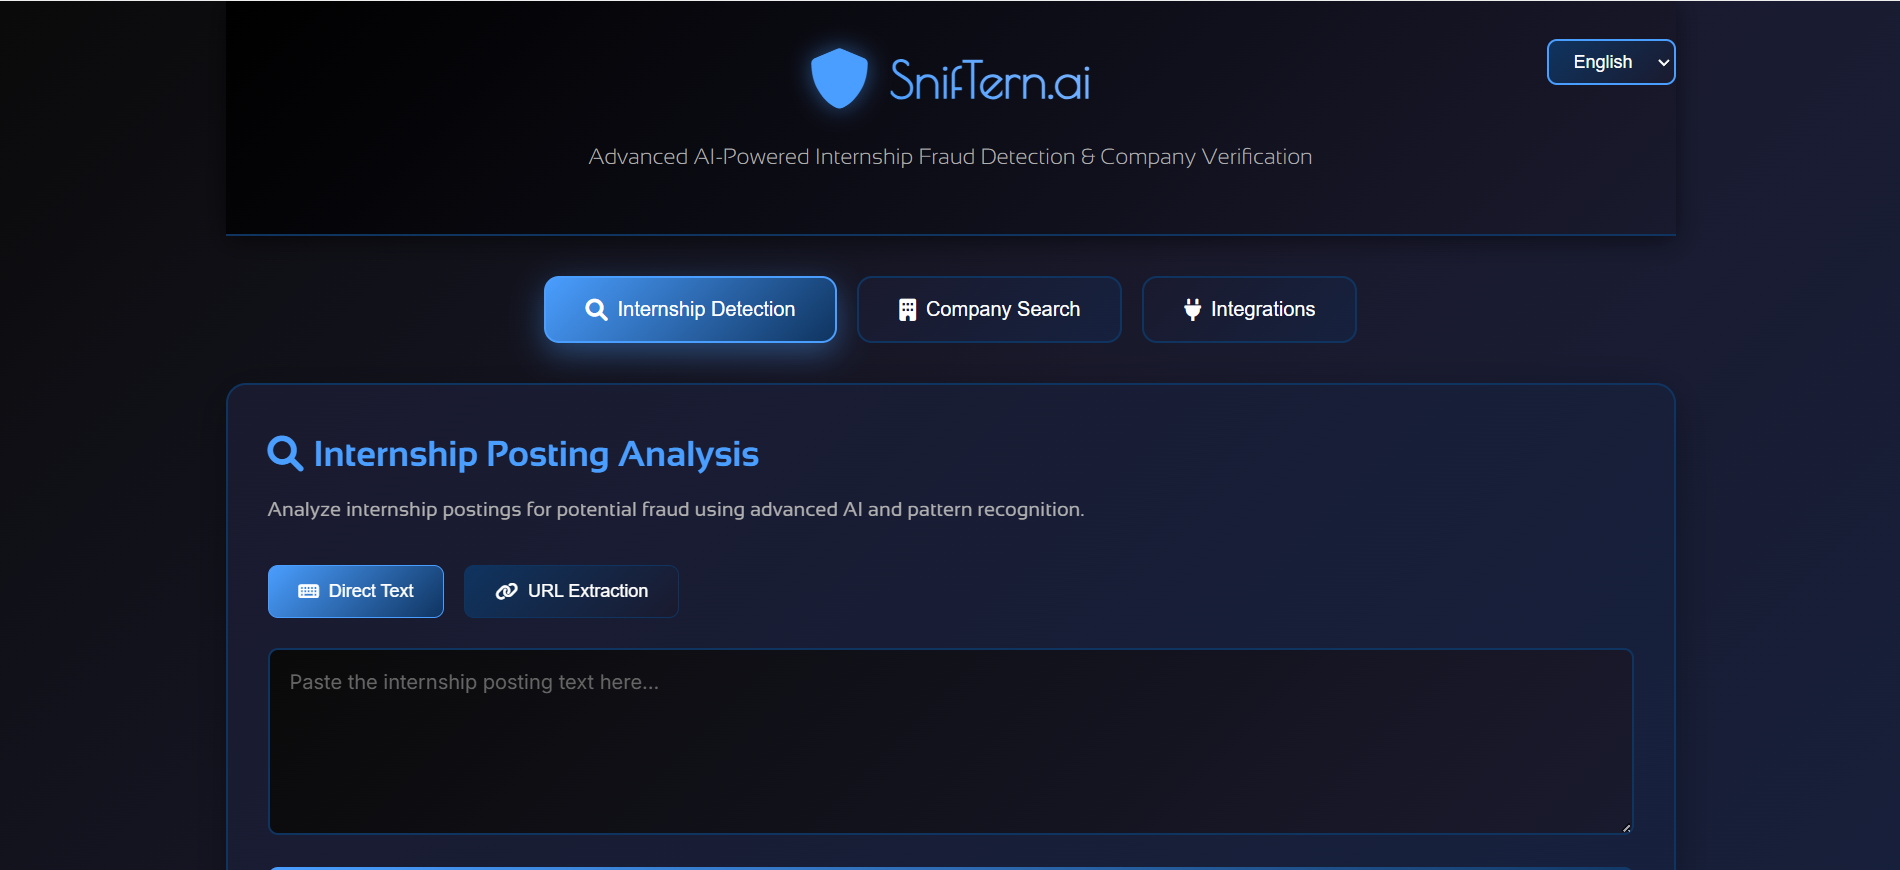 SnifTern.ai
English
Advanced AI-Powered Internship Fraud Detection & Company Verification
Internship Detection
Company Search
Integrations
Internship Posting Analysis
Analyze internship postings for potential fraud using advanced AI and pattern recognition.
Direct Text
URL Extraction
Paste the internship posting text here...